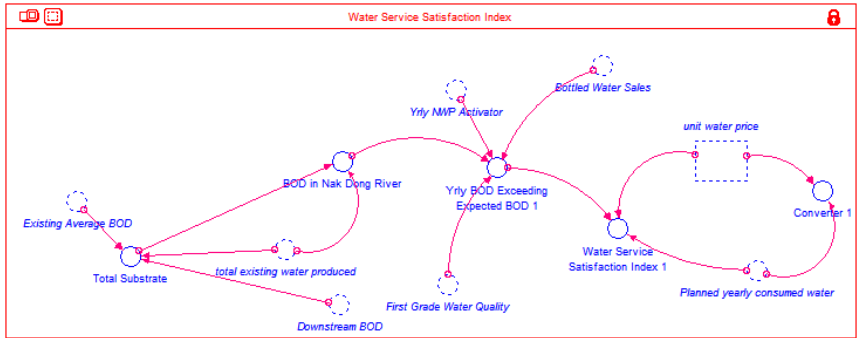 Water Service Satisfaction Index
Bottled Water Sales
Yrly NWP Activator
unit water price
BOD in Nak Dong River
Yrly BOD Exceeding
Expected BOD 1
Converter 1
Existing Average BOD
Water Service
Satisfaction Index 1
total existing water produced
Total Substrate
Planned yearly consumed water
First Grade Water Quality
Downstream BOD